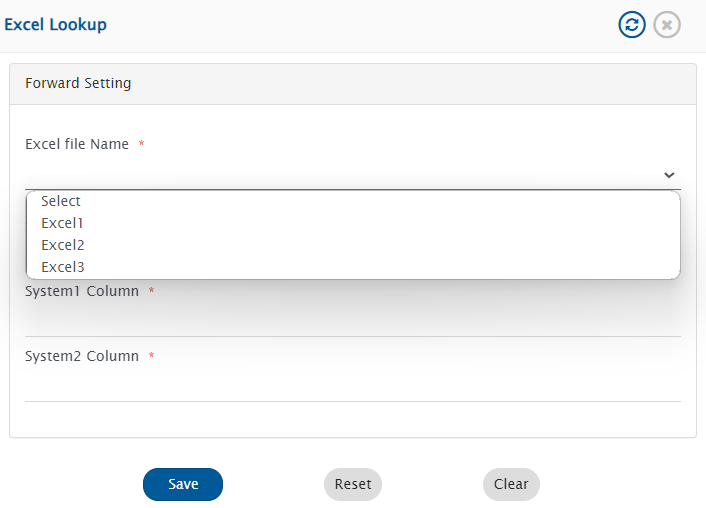 Excel Lookup
Forward Setting
Excel file Name *
Select
Excel1
Excel2
Excel3
System1 Column *
System2 Column *
Save Reset Clear